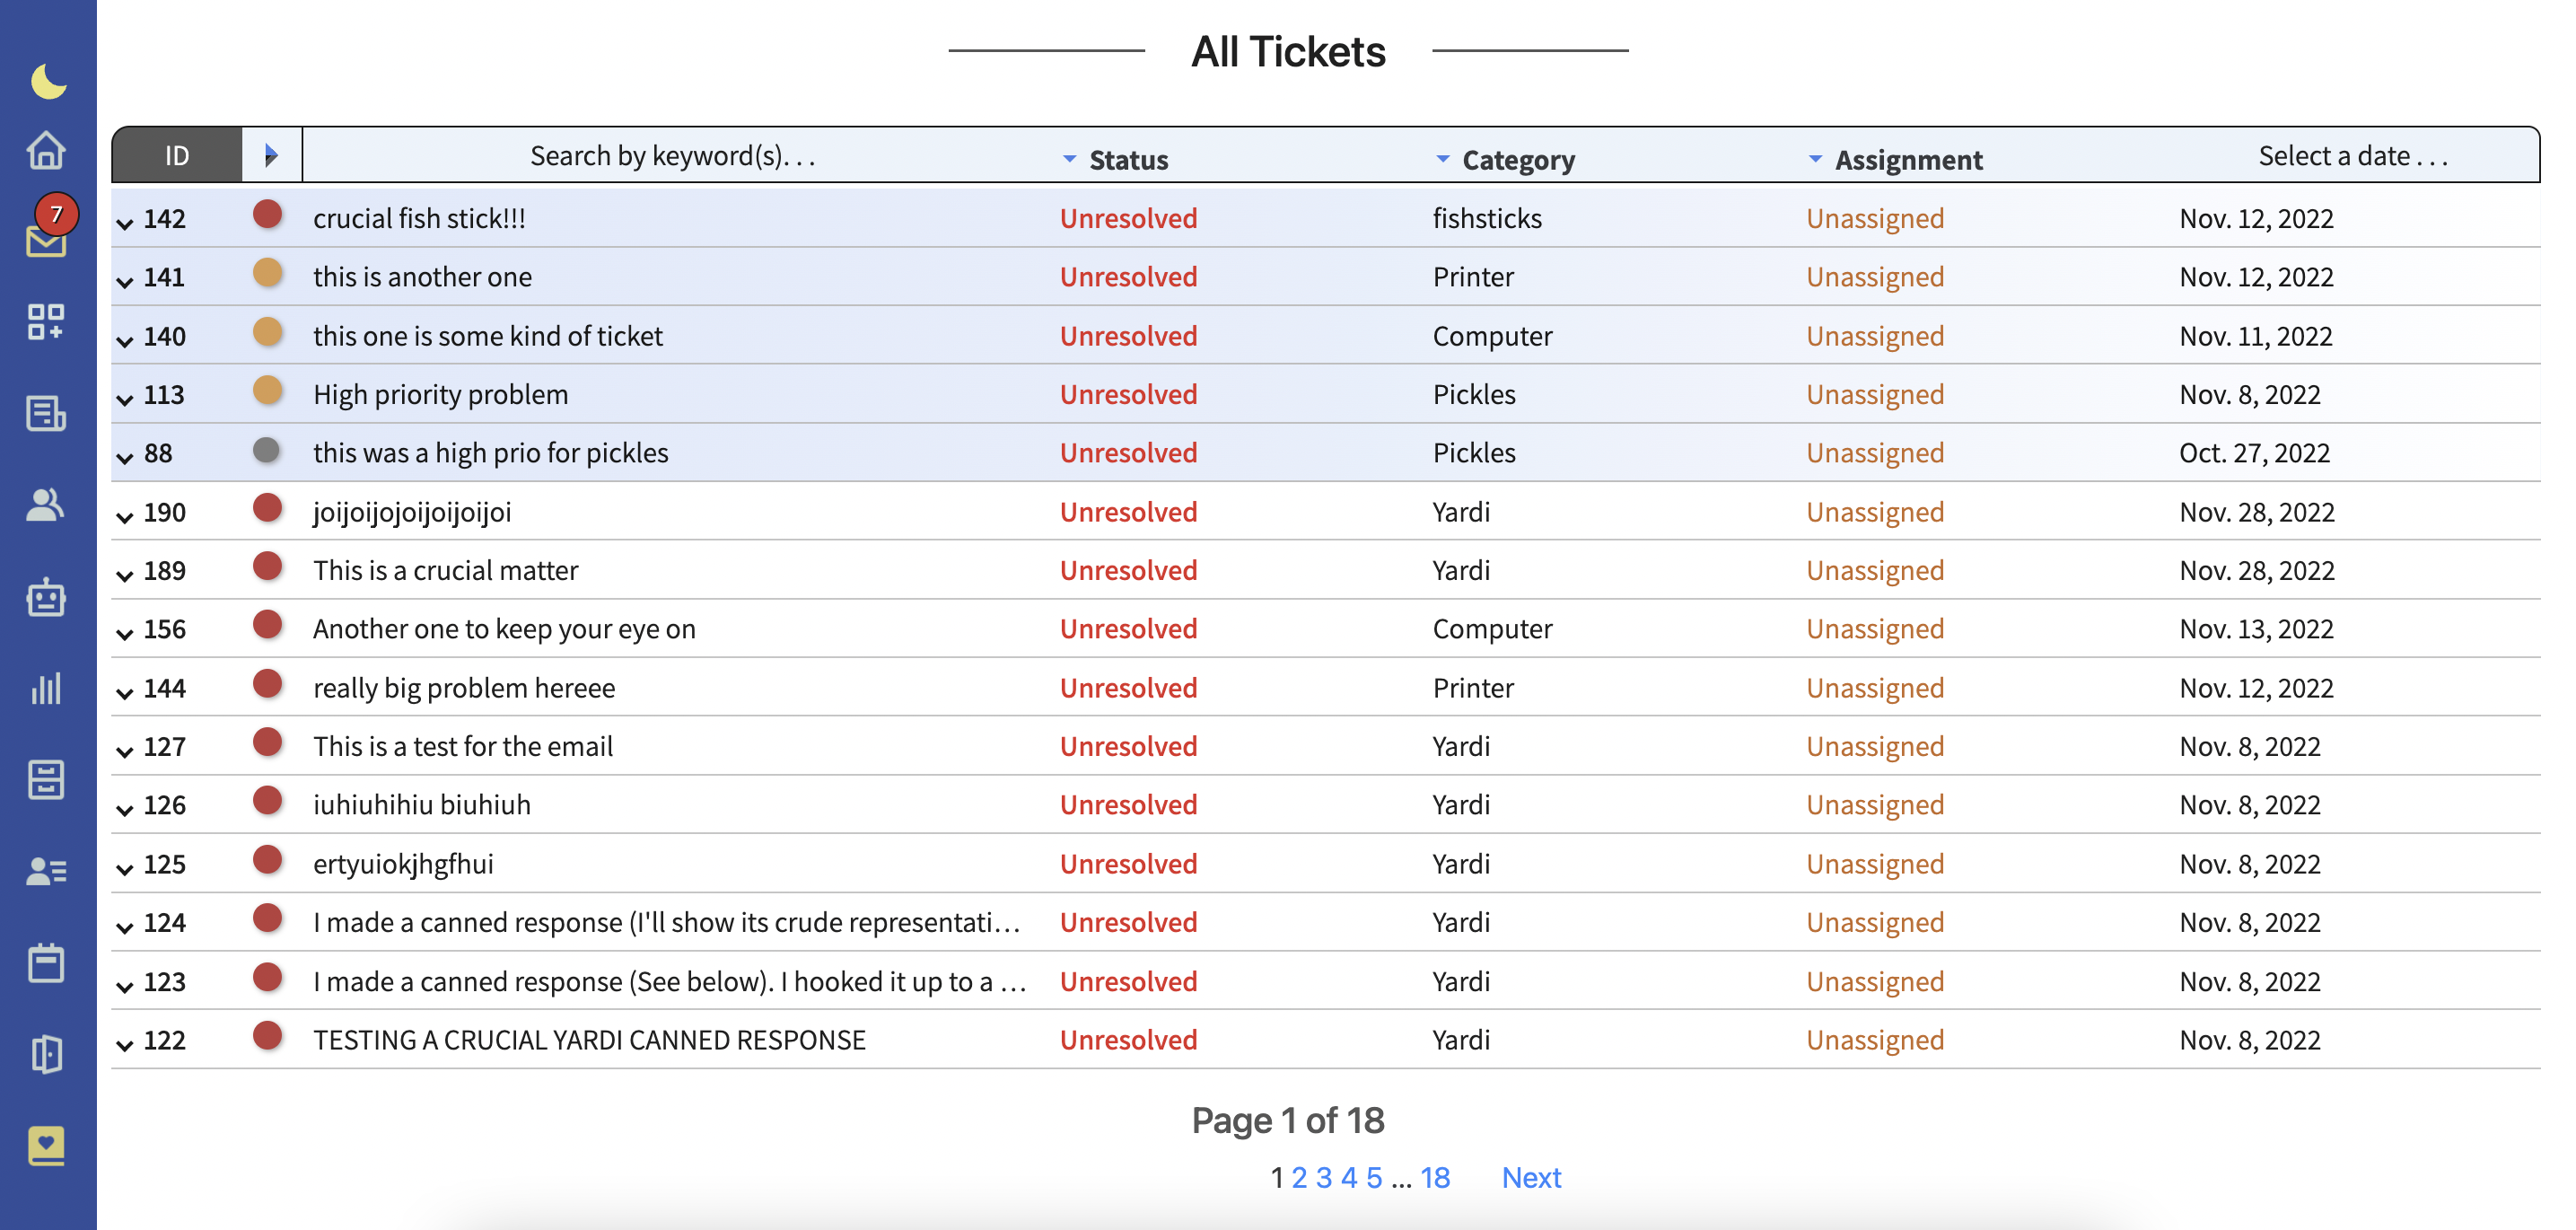 All Tickets
ID Search by keyword(s). . . Status Category Assignment Select a date . . .
7
142 crucial fish stick!!! Unresolved fishsticks Unassigned Nov. 12, 2022
141 this is another one Unresolved Printer Unassigned Nov. 12, 2022
140 this one is some kind of ticket Unresolved Computer Unassigned Nov. 11, 2022
113 High priority problem Unresolved Pickles Unassigned Nov. 8, 2022
88 this was a high prio for pickles Unresolved Pickles Unassigned Oct. 27, 2022
190 joijoijojoijoijoijoi Unresolved Yardi Unassigned Nov. 28, 2022
189 This is a crucial matter Unresolved Yardi Unassigned Nov. 28, 2022
156 Another one to keep your eye on Unresolved Computer Unassigned Nov. 13, 2022
144 really big problem hereee Unresolved Printer Unassigned Nov. 12, 2022
127 This is a test for the email Unresolved Yardi Unassigned Nov. 8, 2022
126 iuhiuhihiu biuhiuh Unresolved Yardi Unassigned Nov. 8, 2022
125 ertyuiokjhgfhui Unresolved Yardi Unassigned Nov. 8, 2022
124 I made a canned response (I'll show its crude representati... Unresolved Yardi Unassigned Nov. 8, 2022
123 I made a canned response (See below). I hooked it up to a ... Unresolved Yardi Unassigned Nov. 8, 2022
122 TESTING A CRUCIAL YARDI CANNED RESPONSE Unresolved Yardi Unassigned Nov. 8, 2022
Page 1 of 18
1 2 3 4 5 ... 18 Next